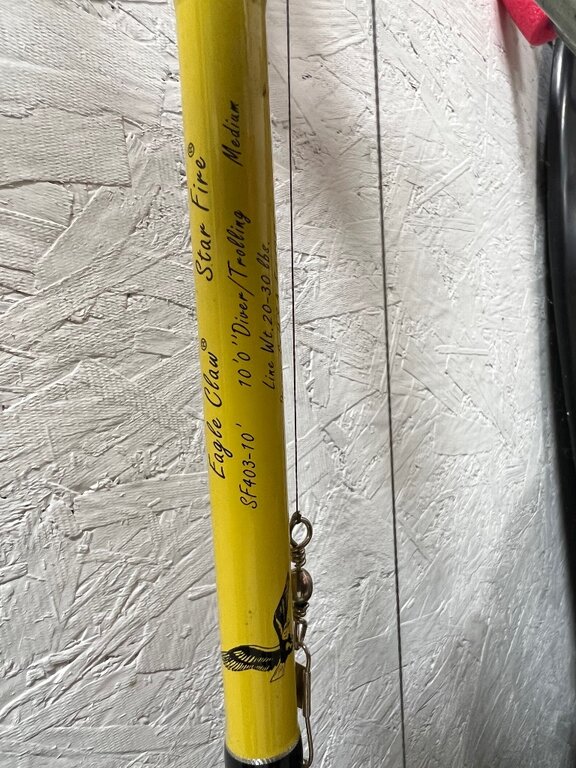 Eagle Claw® Star Fire®
SF403-10' 10'0" Diver/Trolling Medium
Line Wt. 20-30 lbs.